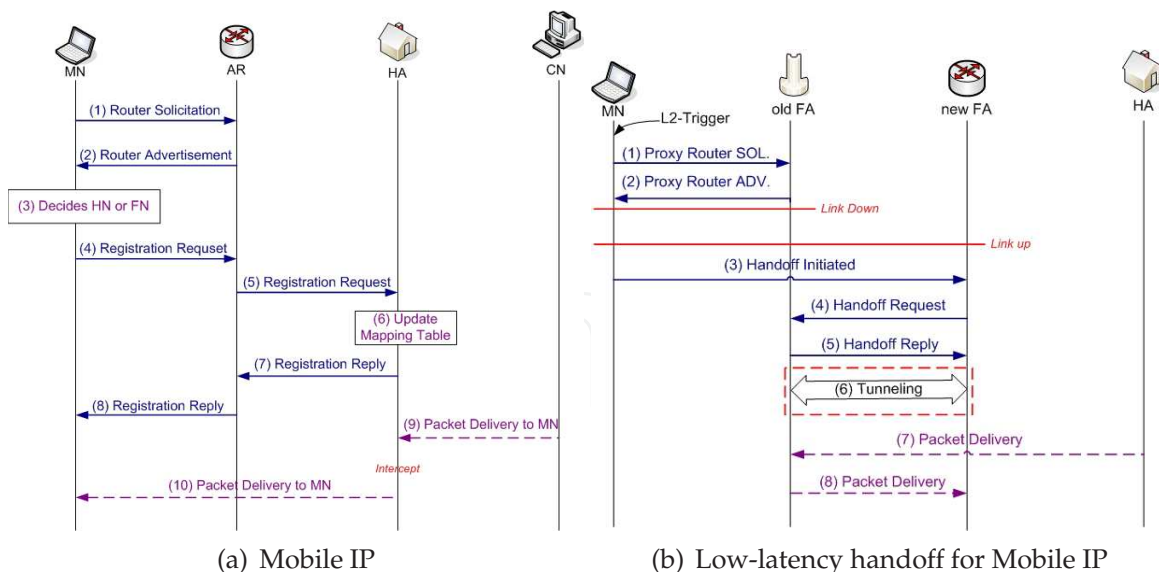 MN
AR
HA
CN
(1) Router Solicitation
(2) Router Advertisement
(3) Decides HN or FN
(4) Registration Requset
(5) Registration Request
(6) Update
Mapping Table
(7) Registration Reply
(8) Registration Reply
(9) Packet Delivery to MN
Intercept
(10) Packet Delivery to MN
(a) Mobile IP
MN
old FA
new FA
HA
L2-Trigger
(1) Proxy Router SOL.
(2) Proxy Router ADV.
Link Down
Link up
(3) Handoff Initiated
(4) Handoff Request
(5) Handoff Reply
(6) Tunneling
(7) Packet Delivery
(8) Packet Delivery
(b) Low-latency handoff for Mobile IP